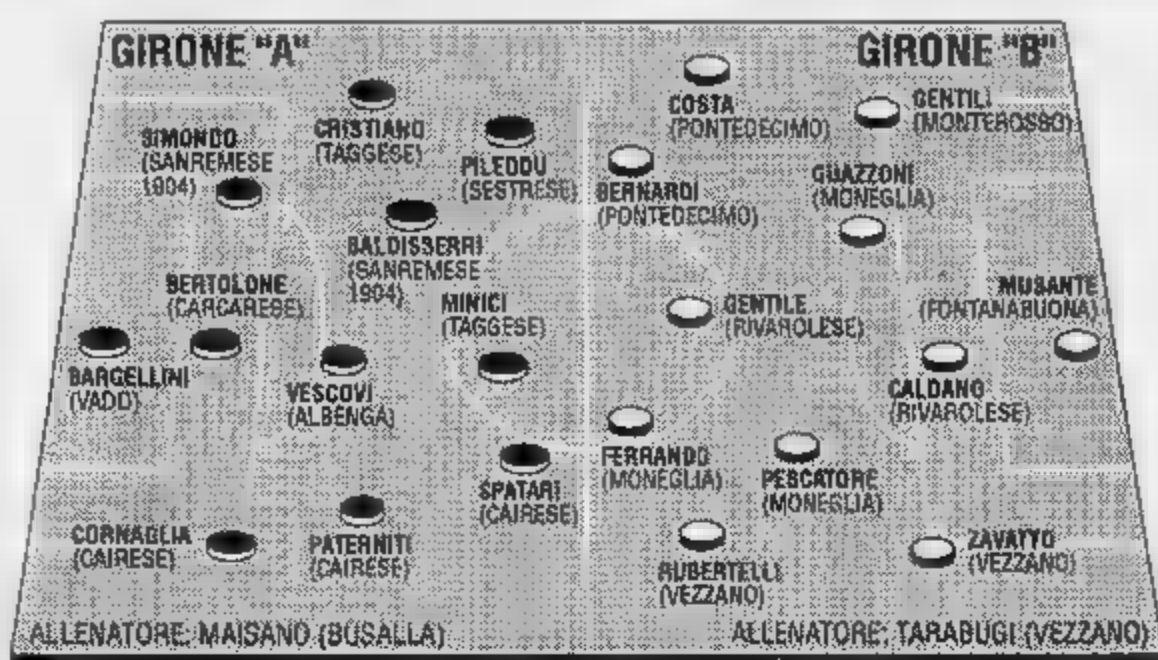 GIRONE "A"
GIRONE "B"
COSTA
(PONTEDECIMO)
GENTILI
(MONTEROSSO)
CRISTIANO
(TAGGESE)
SIMONDO
(SANREMESE
1904)
PILEDDU
(SESTRESE)
BERNARDI
(PONTEDECIMO)
GUAZZONI
(MONEGLIA)
BALDISSERRI
(SANREMESE
1904)
BERTOLONE
(CARCARESE)
MINICI
(TAGGESE)
GENTILE
(RIVAROLESE)
MUSANTE
(FONTANABUONA)
BARGELLINI
(VADO)
VESCOVI
(ALBENGA)
CALDANO
(RIVAROLESE)
FERRANDO
(MONEGLIA)
PESCATORE
(MONEGLIA)
SPATARI
(CAIRESE)
CORNAGLIA
(CAIRESE)
PATERNITI
(CAIRESE)
RUBERTELLI
(VEZZANO)
ZAVATTO
(VEZZANO)
ALLENATORE: MAISANO (BUSALLA)
ALLENATORE: TARABUGI (VEZZANO)